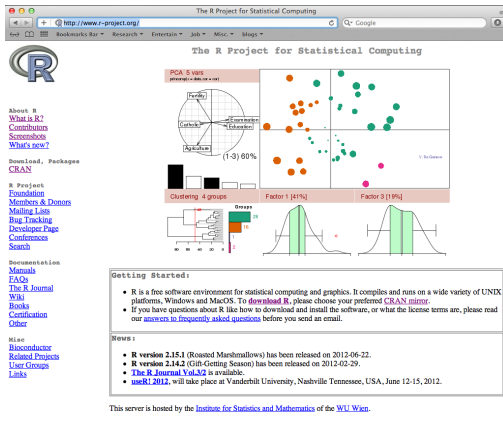 The R Project for Statistical Computing
http://www.r-project.org/
Google
Bookmarks Bar Research Entertain Job Misc. blogs
The R Project for Statistical Computing
R
About R
What is R?
Contributors
Screenshots
What's new?
Download, Packages
CRAN
R Project
Foundation
Members & Donors
Mailing Lists
Bug Tracking
Developer Page
Conferences
Search
Documentation
Manuals
FAQs
The R Journal
Wiki
Books
Certification
Other
Misc
Bioconductor
Related Projects
User Groups
Links
PCA 5 vars
Fertility
Catholic
Examination
Education
Agriculture
(1-3) 60%
Clustering 4 groups
Groups
Factor 1 [41%]
Factor 3 [19%]
Getting Started:
• R is a free software environment for statistical computing and graphics. It compiles and runs on a wide variety of UNIX
platforms, Windows and MacOS. To download R, please choose your preferred CRAN mirror.
• If you have questions about R like how to download and install the software, or what the license terms are, please read
our answers to frequently asked questions before you send an email.
News:
• R version 2.15.1 (Roasted Marshmallows) has been released on 2012-06-22.
• R version 2.14.2 (Gift-Getting Season) has been released on 2012-02-29.
• The R Journal Vol.3/2 is available.
• useR! 2012, will take place at Vanderbilt University, Nashville Tennessee, USA, June 12-15, 2012.
This server is hosted by the Institute for Statistics and Mathematics of the WU Wien.